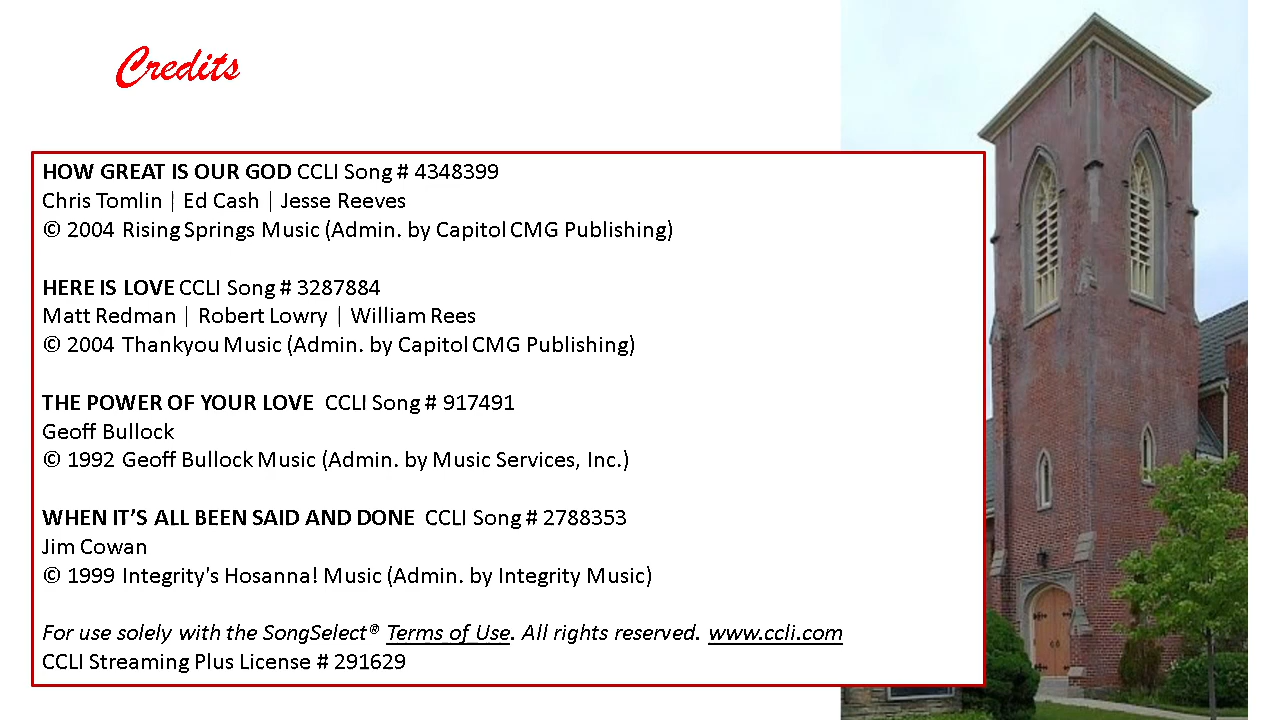 Credits
HOW GREAT IS OUR GOD CCLI Song # 4348399
Chris Tomlin | Ed Cash | Jesse Reeves
© 2004 Rising Springs Music (Admin. by Capitol CMG Publishing)
HERE IS LOVE CCLI Song # 3287884
Matt Redman | Robert Lowry | William Rees
© 2004 Thankyou Music (Admin. by Capitol CMG Publishing)
THE POWER OF YOUR LOVE CCLI Song # 917491
Geoff Bullock
© 1992 Geoff Bullock Music (Admin. by Music Services, Inc.)
WHEN IT’S ALL BEEN SAID AND DONE CCLI Song # 2788353
Jim Cowan
© 1999 Integrity's Hosanna! Music (Admin. by Integrity Music)
For use solely with the SongSelect® Terms of Use. All rights reserved. www.ccli.com
CCLI Streaming Plus License # 291629